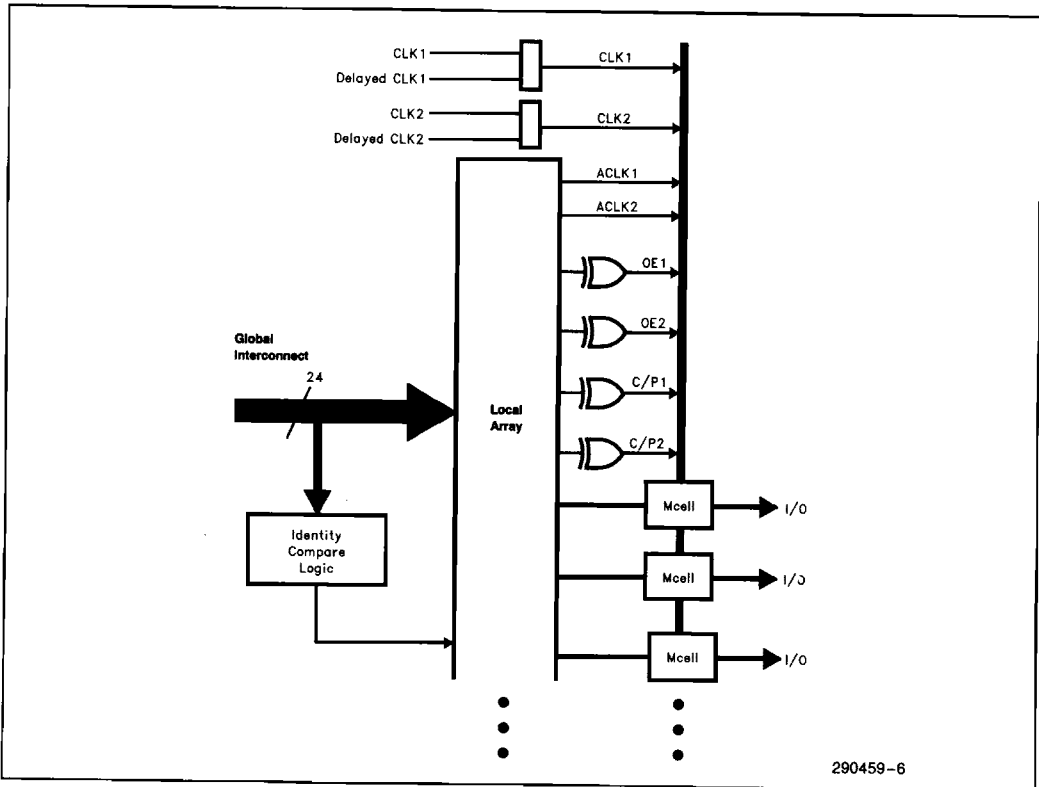 CLK1
CLK1
Delayed CLK1
CLK2
CLK2
Delayed CLK2
ACLK1
ACLK2
OE1
OE2
Global
Interconnect
24
C/P1
Local
Array
C/P2
Mcell
I/O
Identity
Compare
Logic
Mcell
I/O
Mcell
I/O
290459-6